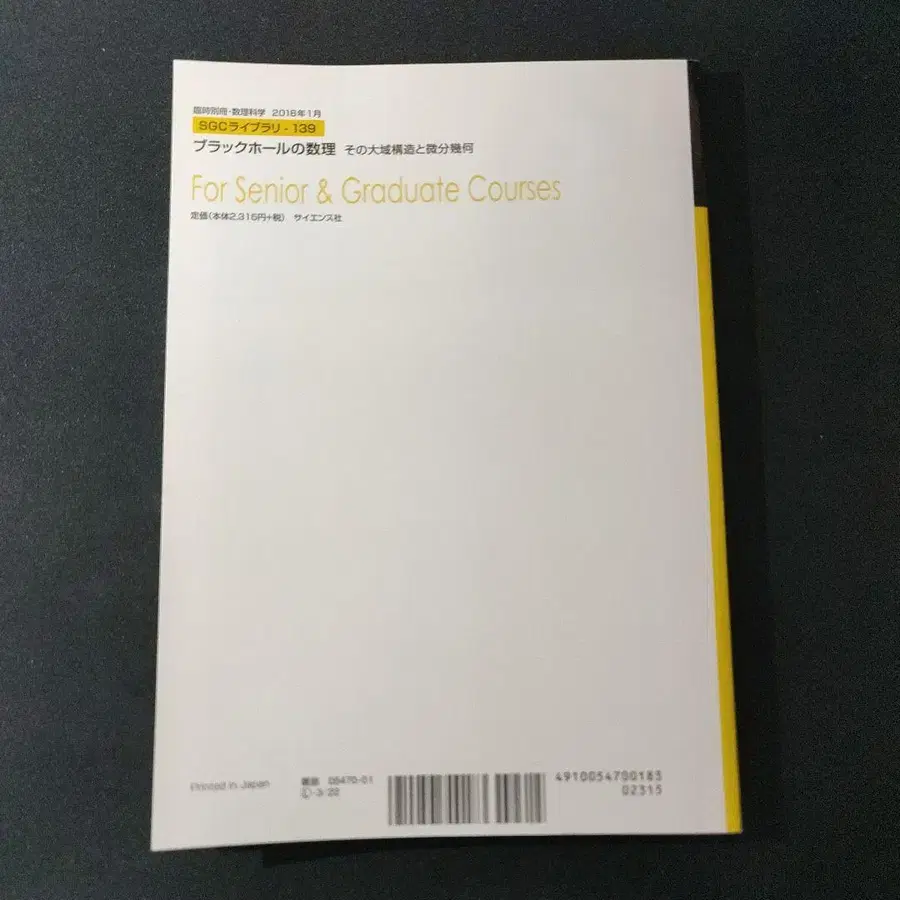 臨時別冊・数理科学 2018年1月
SGCライブラリ - 139
ブラックホールの数理 その大域構造と微分幾何
For Senior & Graduate Courses
定価(本体2,315円+税) サイエンス社
Printed in Japan
雑誌 05470-01
Ⓛ-3/22
4910054700183
02315